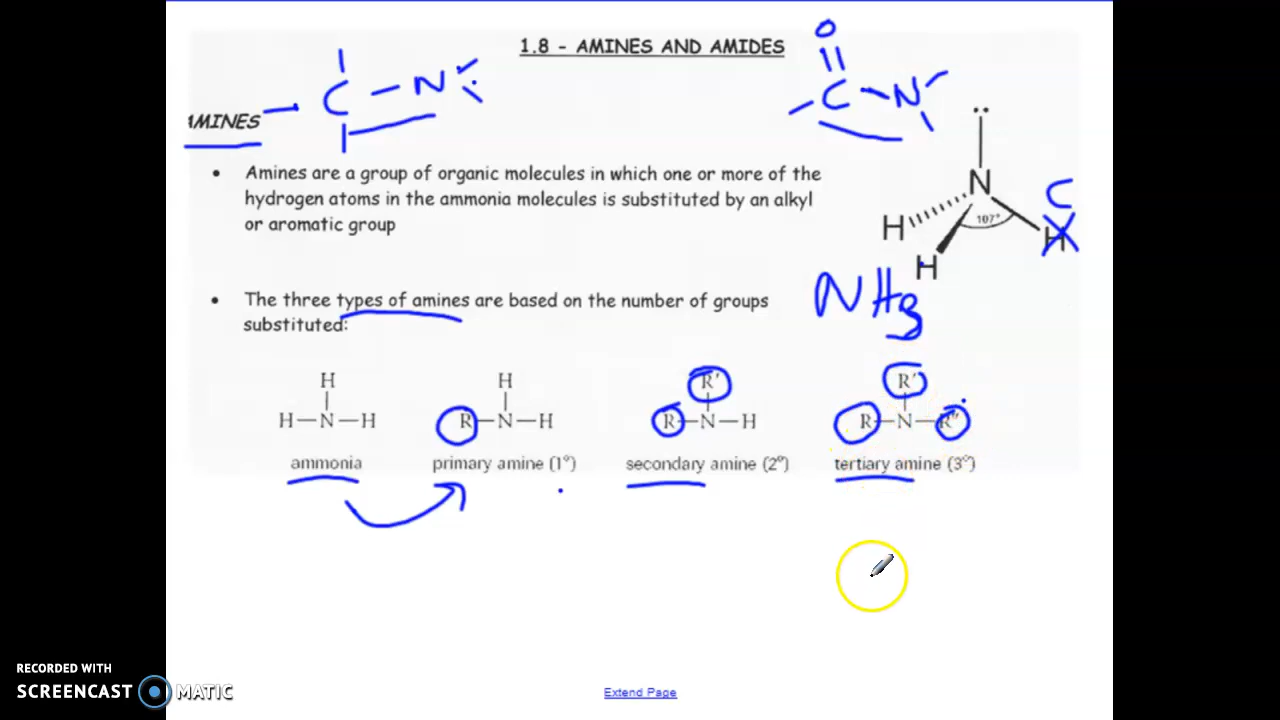 1.8 - AMINES AND AMIDES
O
C - N
C - N
AMINES
Amines are a group of organic molecules in which one or more of the
hydrogen atoms in the ammonia molecules is substituted by an alkyl
or aromatic group
N
C
107°
H
H
H
NH3
The three types of amines are based on the number of groups
substituted:
H H R' R'
H—N—H R—N—H R—N—H R—N—R"
ammonia primary amine (1°) secondary amine (2°) tertiary amine (3°)
RECORDED WITH
SCREENCAST MATIC
Extend Page